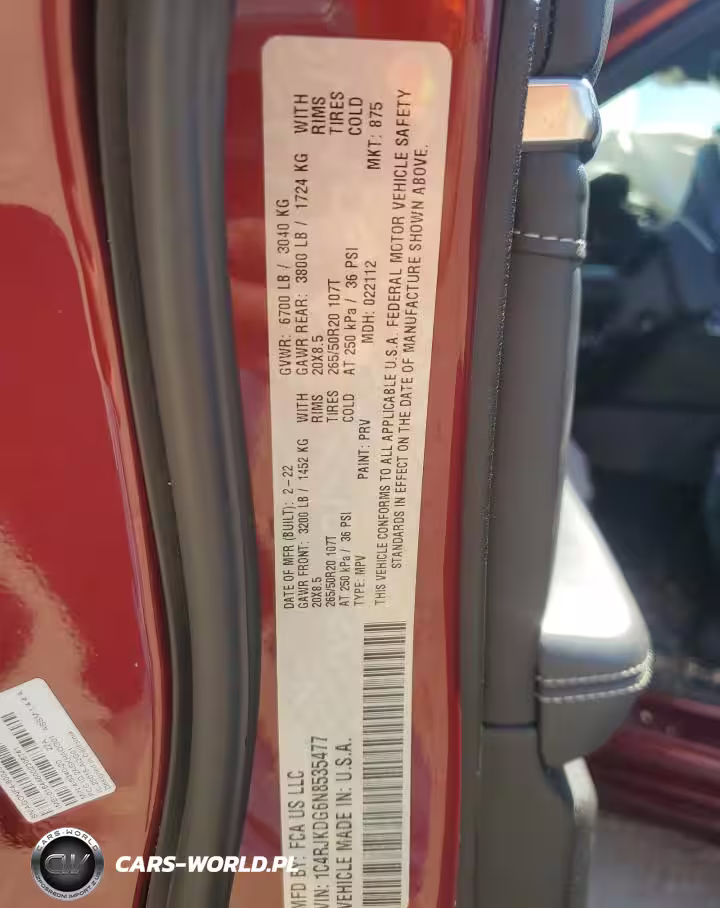 MFD BY: FCA US LLC
DATE OF MFR (BUILT): 2-22
GVWR: 6700 LB / 3040 KG
GAWR FRONT: 3200 LB / 1452 KG WITH
GAWR REAR: 3800 LB / 1724 KG WITH
20X8.5 RIMS
20X8.5 RIMS
265/50R20 107T TIRES
265/50R20 107T TIRES
AT 250 kPa / 36 PSI COLD
AT 250 kPa / 36 PSI COLD
TYPE: MPV
PAINT: PRV
MDH: 022112
MKT: 875
THIS VEHICLE CONFORMS TO ALL APPLICABLE U.S.A. FEDERAL MOTOR VEHICLE SAFETY
STANDARDS IN EFFECT ON THE DATE OF MANUFACTURE SHOWN ABOVE.
VIN: 1C4RJKDG6N8535477
VEHICLE MADE IN: U.S.A.
CW
CARS-WORLD.PL